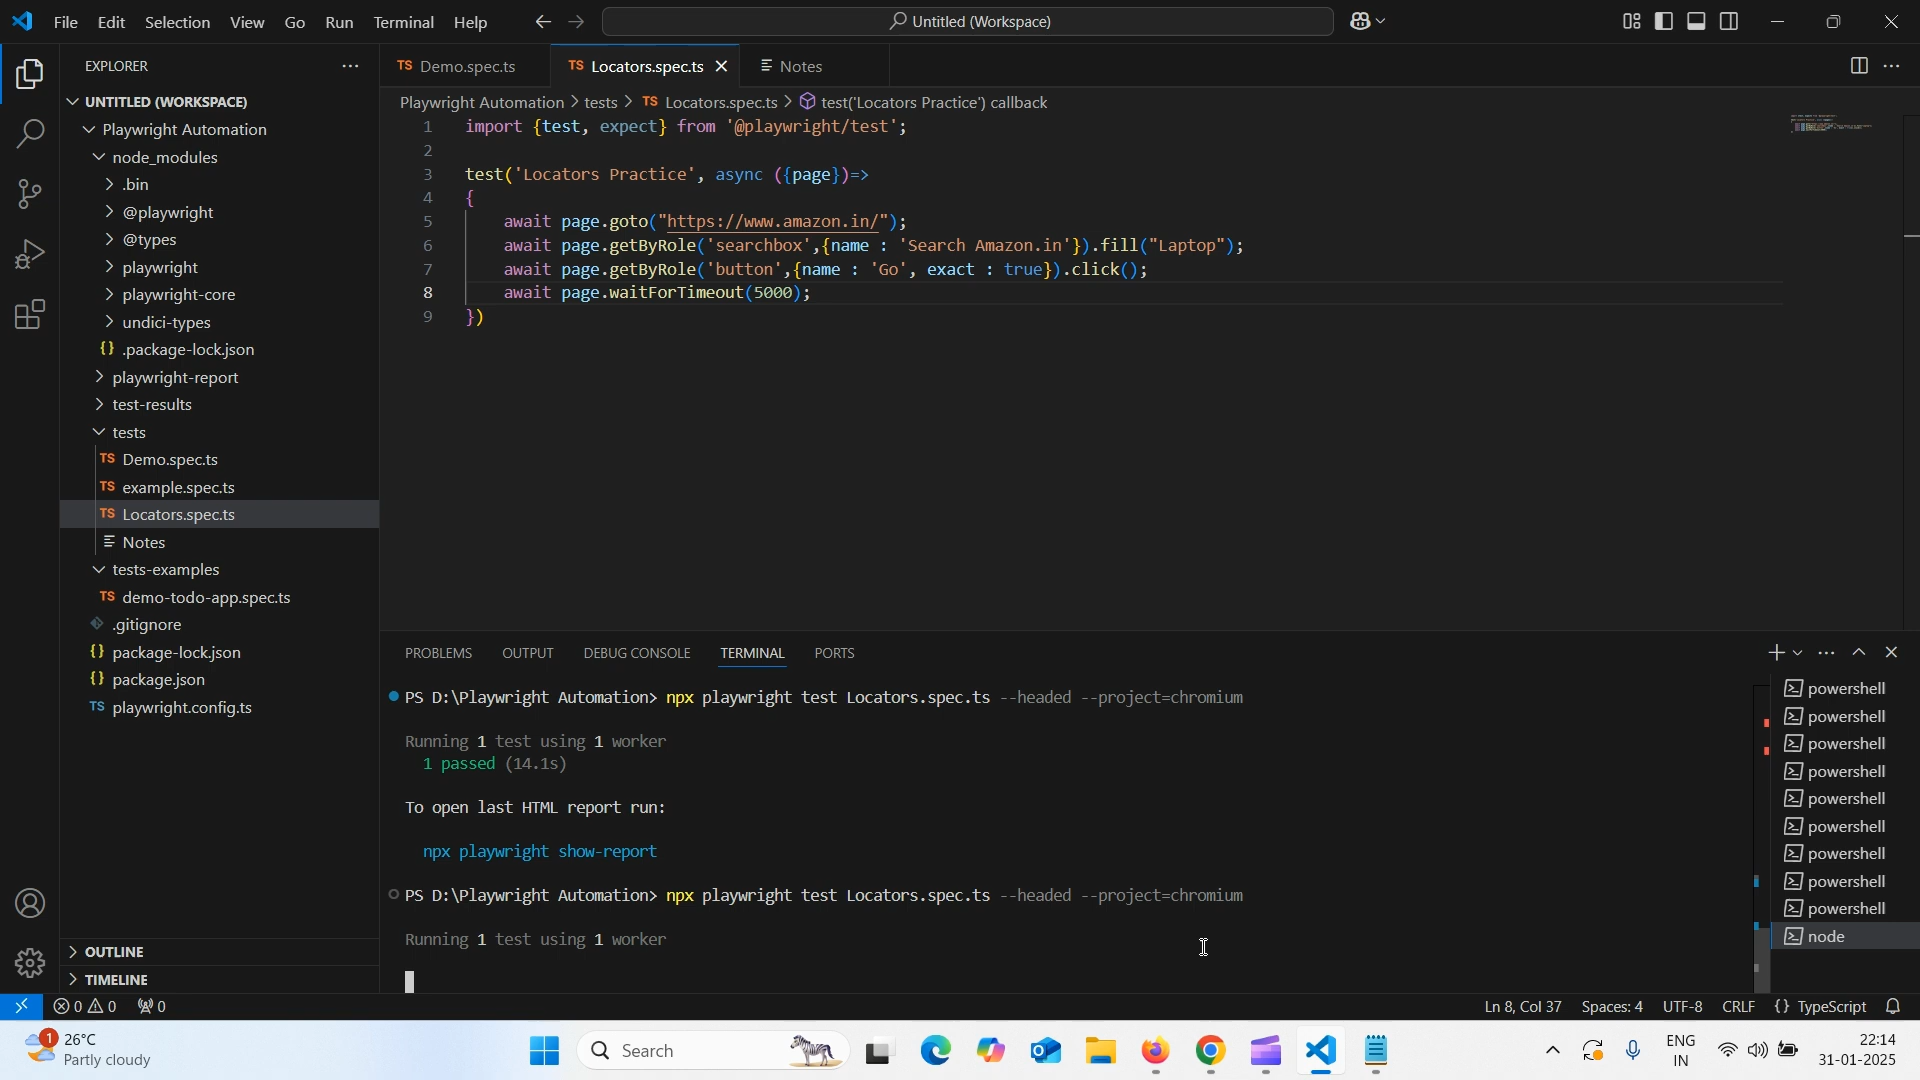 File Edit Selection View Go Run Terminal Help
Untitled (Workspace)
EXPLORER
TS Demo.spec.ts
TS Locators.spec.ts
Notes
UNTITLED (WORKSPACE)
Playwright Automation > tests > TS Locators.spec.ts > test('Locators Practice') callback
Playwright Automation
node_modules
.bin
@playwright
@types
playwright
playwright-core
undici-types
{} .package-lock.json
playwright-report
test-results
tests
TS Demo.spec.ts
TS example.spec.ts
TS Locators.spec.ts
Notes
tests-examples
TS demo-todo-app.spec.ts
.gitignore
{} package-lock.json
{} package.json
TS playwright.config.ts
OUTLINE
TIMELINE
1 import {test, expect} from '@playwright/test';
2
3 test('Locators Practice', async ({page})=>
4 {
5 await page.goto("https://www.amazon.in/");
6 await page.getByRole('searchbox',{name : 'Search Amazon.in'}).fill("Laptop");
7 await page.getByRole('button',{name : 'Go', exact : true}).click();
8 await page.waitForTimeout(5000);
9 })
PROBLEMS OUTPUT DEBUG CONSOLE TERMINAL PORTS
PS D:\Playwright Automation> npx playwright test Locators.spec.ts --headed --project=chromium
Running 1 test using 1 worker
1 passed (14.1s)
To open last HTML report run:
npx playwright show-report
PS D:\Playwright Automation> npx playwright test Locators.spec.ts --headed --project=chromium
Running 1 test using 1 worker
powershell
powershell
powershell
powershell
powershell
powershell
powershell
powershell
powershell
node
0 0 0
Ln 8, Col 37 Spaces: 4 UTF-8 CRLF {} TypeScript
1
26°C
Partly cloudy
Search
ENG
IN
22:14
31-01-2025